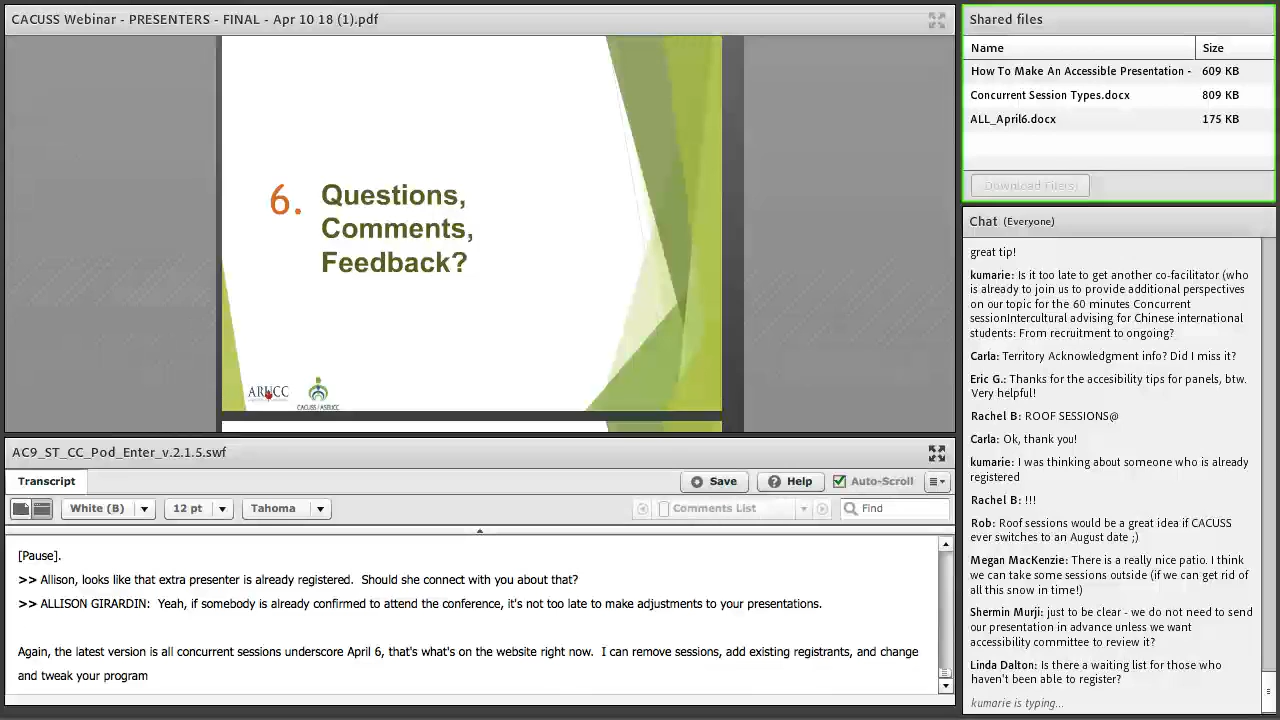 CACUSS Webinar - PRESENTERS - FINAL - Apr 10 18 (1).pdf
6. Questions,
Comments,
Feedback?
ARUCC
CACUSS / ASEUCC
AC9_ST_CC_Pod_Enter_v.2.1.5.swf
Transcript
Save
Help
Auto-Scroll
White (B)
12 pt
Tahoma
Comments List
Find
[Pause].
>> Allison, looks like that extra presenter is already registered.  Should she connect with you about that?
>> ALLISON GIRARDIN:  Yeah, if somebody is already confirmed to attend the conference, it's not too late to make adjustments to your presentations.
Again, the latest version is all concurrent sessions underscore April 6, that's what's on the website right now.  I can remove sessions, add existing registrants, and change
and tweak your program
Shared files
Name Size
How To Make An Accessible Presentation - 609 KB
Concurrent Session Types.docx 809 KB
ALL_April6.docx 175 KB
Download File(s)
Chat (Everyone)
great tip!
kumarie: Is it too late to get another co-facilitator (who
is already to join us to provide additional perspectives
on our topic for the 60 minutes Concurrent
sessionIntercultural advising for Chinese international
students: From recruitment to ongoing?
Carla: Territory Acknowledgment info? Did I miss it?
Eric G.: Thanks for the accesibility tips for panels, btw.
Very helpful!
Rachel B: ROOF SESSIONS@
Carla: Ok, thank you!
kumarie: I was thinking about someone who is already
registered
Rachel B: !!!
Rob: Roof sessions would be a great idea if CACUSS
ever switches to an August date ;)
Megan MacKenzie: There is a really nice patio. I think
we can take some sessions outside (if we can get rid of
all this snow in time!)
Shermin Murji: just to be clear - we do not need to send
our presentation in advance unless we want
accessibility committee to review it?
Linda Dalton: Is there a waiting list for those who
haven't been able to register?
kumarie is typing...